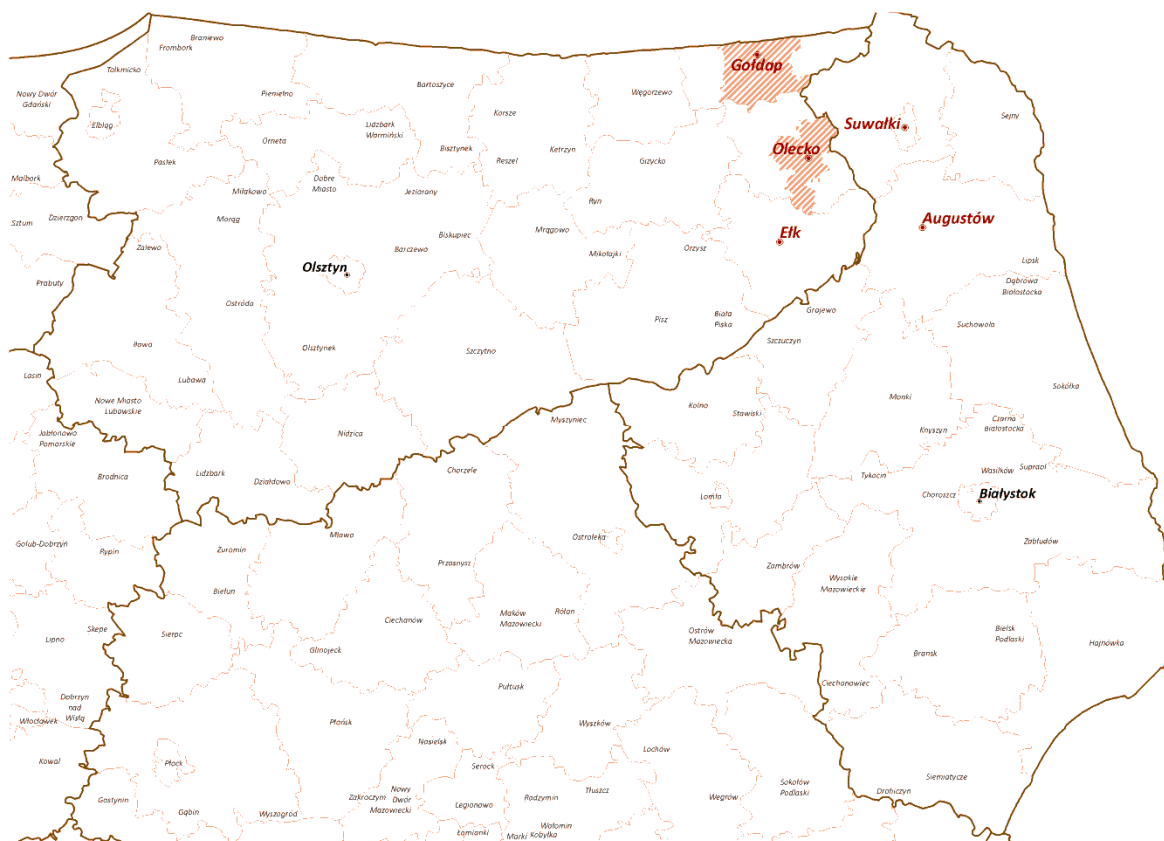 Braniewo
Frombork
Tolkmicko
Gołdap
Bartoszyce
Pieniężno
Węgorzewo
Nowy Dwór
Gdański
Korsze
Elbląg
Lidzbark
Warmiński
Suwałki
Sejny
Orneta
Bisztynek
Kętrzyn
Olecko
Pasłęk
Reszel
Giżycko
Malbork
Dobre
Miasto
Jeziorany
Miłakowo
Ryn
Sztum
Dzierzgoń
Morąg
Augustów
Mrągowo
Biskupiec
Ełk
Zalewo
Barczewo
Mikołajki
Orzysz
Olsztyn
Lipsk
Prabuty
Dąbrowa
Białostocka
Ostróda
Grajewo
Biała
Piska
Pisz
Suchowola
Iława
Olsztynek
Szczytno
Szczuczyn
Łasin
Lubawa
Sokółka
Nowe Miasto
Lubawskie
Kolno
Stawiski
Mońki
Myszyniec
Czarna
Białostocka
Jabłonowo
Pomorskie
Nidzica
Knyszyn
Brodnica
Lidzbark
Działdowo
Chorzele
Tykocin
Wasilków
Supraśl
Łomża
Choroszcz
Białystok
Golub-Dobrzyń
Rypin
Żuromin
Mława
Ostrołęka
Zabłudów
Przasnysz
Zambrów
Wysokie
Mazowieckie
Bieżuń
Maków
Mazowiecki
Różan
Ciechanów
Lipno
Skępe
Sierpc
Ostrów
Mazowiecka
Bielsk
Podlaski
Hajnówka
Glinojeck
Brańsk
Pułtusk
Ciechanowiec
Dobrzyń
nad
Wisłą
Włocławek
Płońsk
Wyszków
Nasielsk
Łochów
Kowal
Płock
Serock
Siemiatycze
Sokołów
Podlaski
Drohiczyn
Gostynin
Gąbin
Wyszogród
Zakroczym
Nowy
Dwór
Mazowiecki
Legionowo
Radzymin
Tłuszcz
Węgrów
Łomianki
Marki
Kobyłka
Wołomin